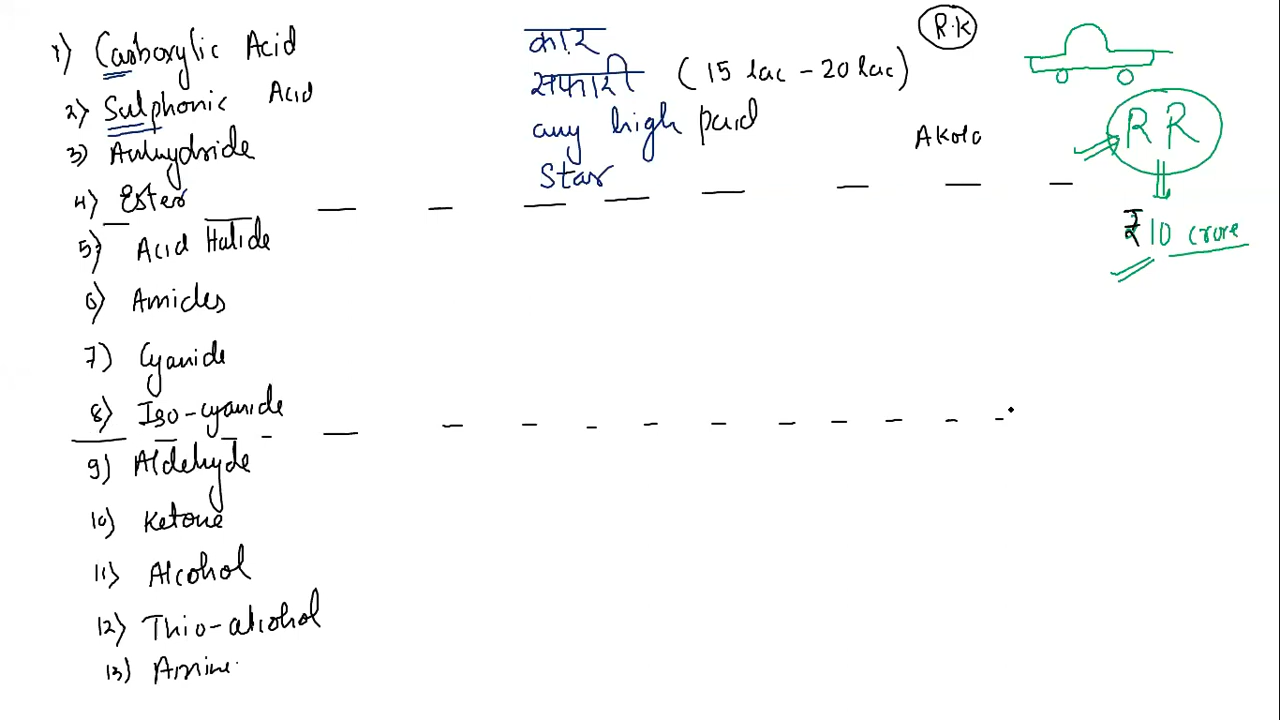 1) Carboxylic Acid
2) Sulphonic Acid
3) Anhydride
4) Ester
5) Acid Halide
6) Amides
7) Cyanide
8) Iso-cyanide
9) Aldehyde
10) Ketone
11) Alcohol
12) Thio-alcohol
13) Amine
कार
सफारी (15 lac - 20 lac)
any high paid
Star
R.K
Akola
RR
₹ 10 crore